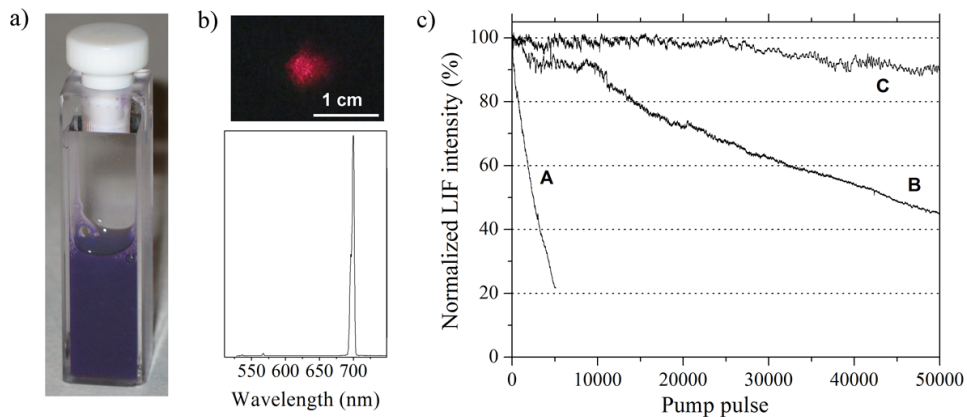 a)
b)
1 cm
550 600 650 700
Wavelength (nm)
c)
Normalized LIF intensity (%)
100
80
60
40
20
0
A
B
C
0 10000 20000 30000 40000 50000
Pump pulse